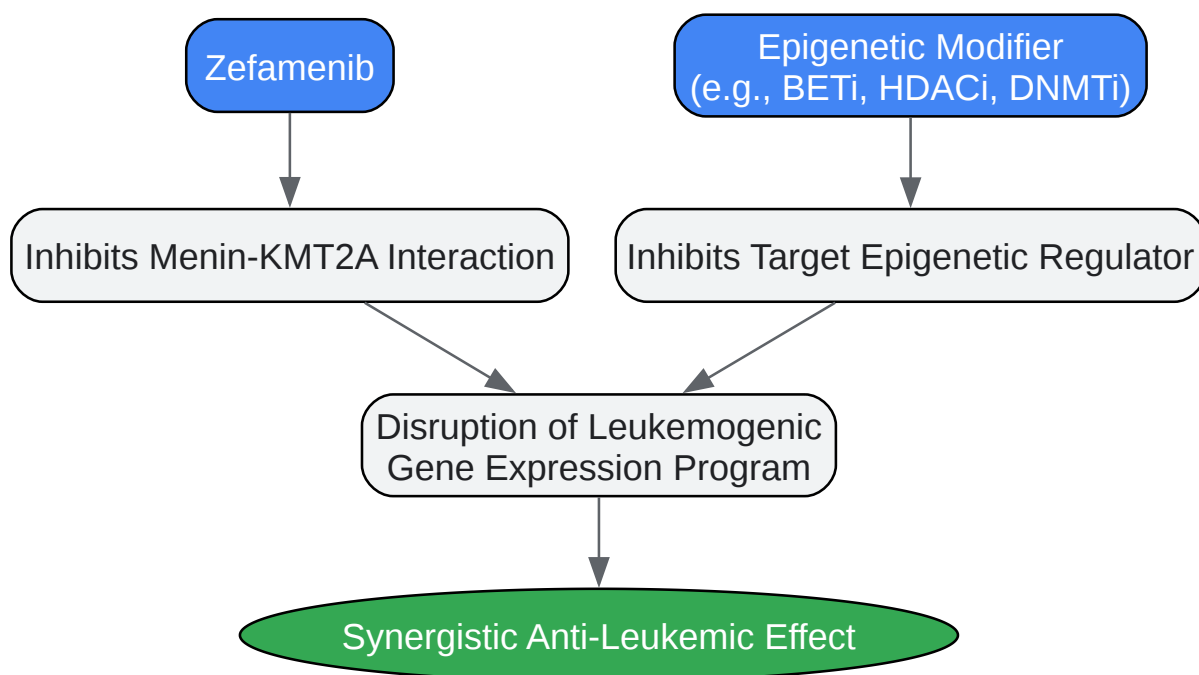 Zefamenib
Epigenetic Modifier
(e.g., BETi, HDACi, DNMTi)
Inhibits Menin-KMT2A Interaction
Inhibits Target Epigenetic Regulator
Disruption of Leukemogenic
Gene Expression Program
Synergistic Anti-Leukemic Effect